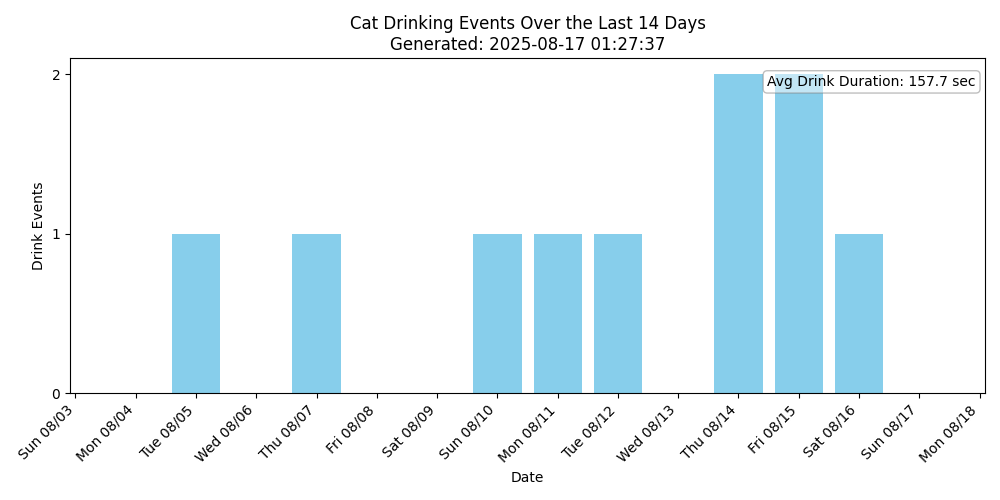 Cat Drinking Events Over the Last 14 Days
Generated: 2025-08-17 01:27:37
Avg Drink Duration: 157.7 sec
Drink Events
2
1
0
Sun 08/03
Mon 08/04
Tue 08/05
Wed 08/06
Thu 08/07
Fri 08/08
Sat 08/09
Sun 08/10
Mon 08/11
Tue 08/12
Wed 08/13
Thu 08/14
Fri 08/15
Sat 08/16
Sun 08/17
Mon 08/18
Date